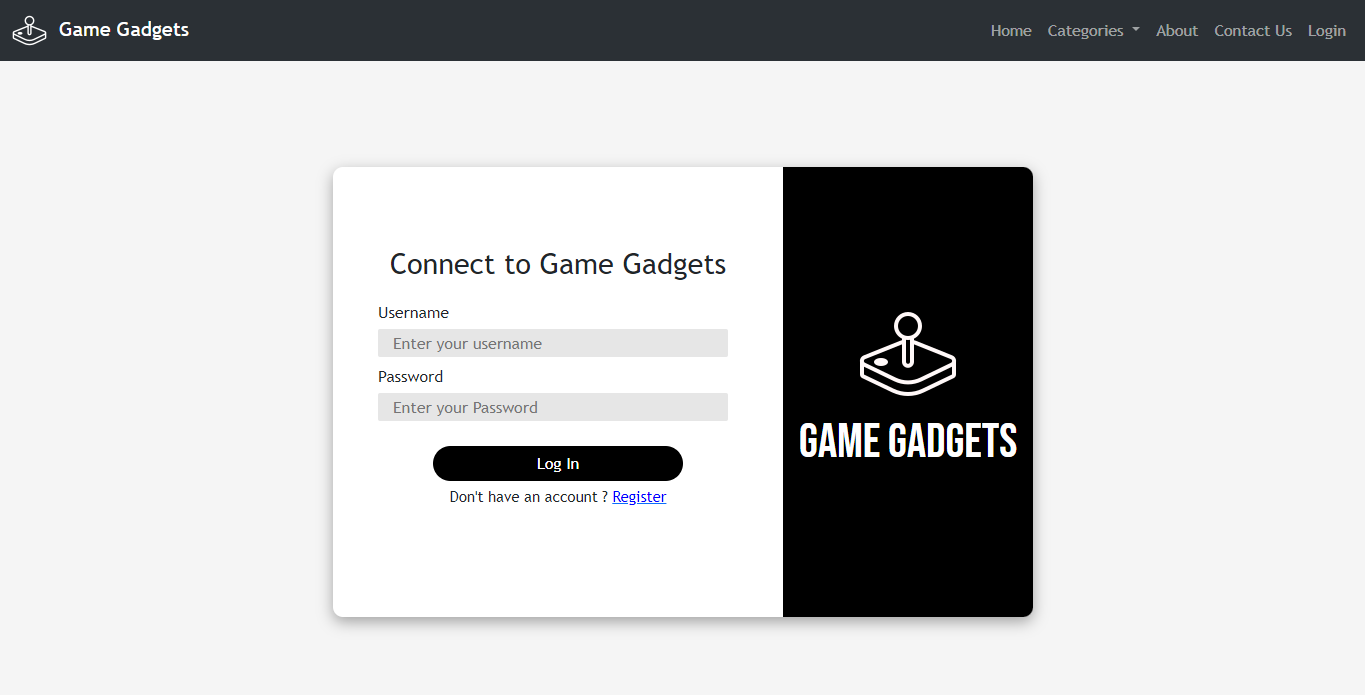 Game Gadgets
Home Categories About Contact Us Login
Connect to Game Gadgets
Username
Enter your username
Password
Enter your Password
Log In
Don't have an account ? Register
GAME GADGETS